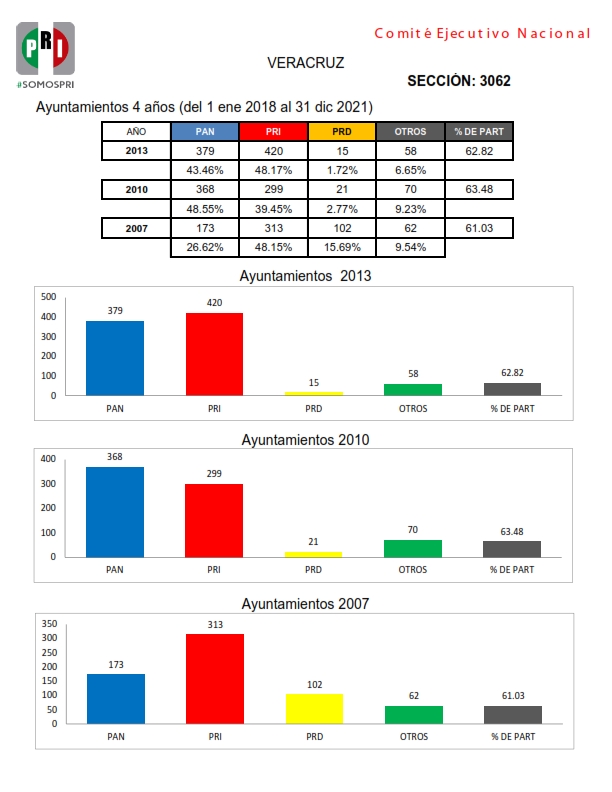 Comité Ejecutivo Nacional
PRI
#SOMOSPRI
VERACRUZ
SECCIÓN: 3062
Ayuntamientos 4 años (del 1 ene 2018 al 31 dic 2021)
AÑO PAN PRI PRD OTROS % DE PART
2013 379 420 15 58 62.82
43.46% 48.17% 1.72% 6.65%
2010 368 299 21 70 63.48
48.55% 39.45% 2.77% 9.23%
2007 173 313 102 62 61.03
26.62% 48.15% 15.69% 9.54%
Ayuntamientos 2013
500
400
300
200
100
0
379 420 15 58 62.82
PAN PRI PRD OTROS % DE PART
Ayuntamientos 2010
400
300
200
100
0
368 299 21 70 63.48
PAN PRI PRD OTROS % DE PART
Ayuntamientos 2007
350
300
250
200
150
100
50
0
173 313 102 62 61.03
PAN PRI PRD OTROS % DE PART